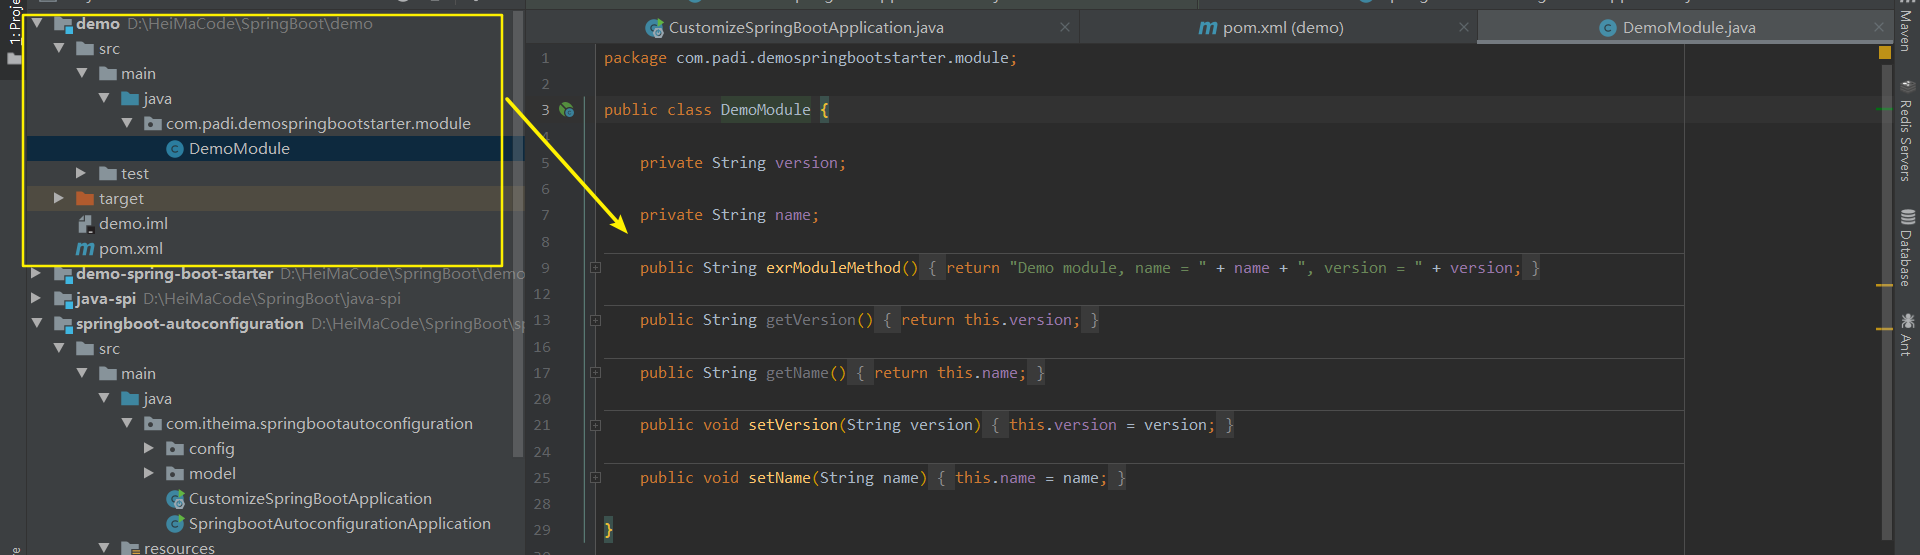 1: Project
demo D:\HeiMaCode\SpringBoot\demo
src
main
java
com.padi.demospringbootstarter.module
DemoModule
test
target
demo.iml
pom.xml
demo-spring-boot-starter D:\HeiMaCode\SpringBoot\demo
java-spi D:\HeiMaCode\SpringBoot\java-spi
springboot-autoconfiguration D:\HeiMaCode\SpringBoot\sp
src
main
java
com.itheima.springbootautoconfiguration
config
model
CustomizeSpringBootApplication
SpringbootAutoconfigurationApplication
resources
CustomizeSpringBootApplication.java
pom.xml (demo)
DemoModule.java
1 package com.padi.demospringbootstarter.module;
2
3 public class DemoModule {
4
5 private String version;
6
7 private String name;
8
9 public String exrModuleMethod() { return "Demo module, name = " + name + ", version = " + version; }
12
13 public String getVersion() { return this.version; }
16
17 public String getName() { return this.name; }
20
21 public void setVersion(String version) { this.version = version; }
24
25 public void setName(String name) { this.name = name; }
28
29 }
Maven
Redis Servers
Database
Ant